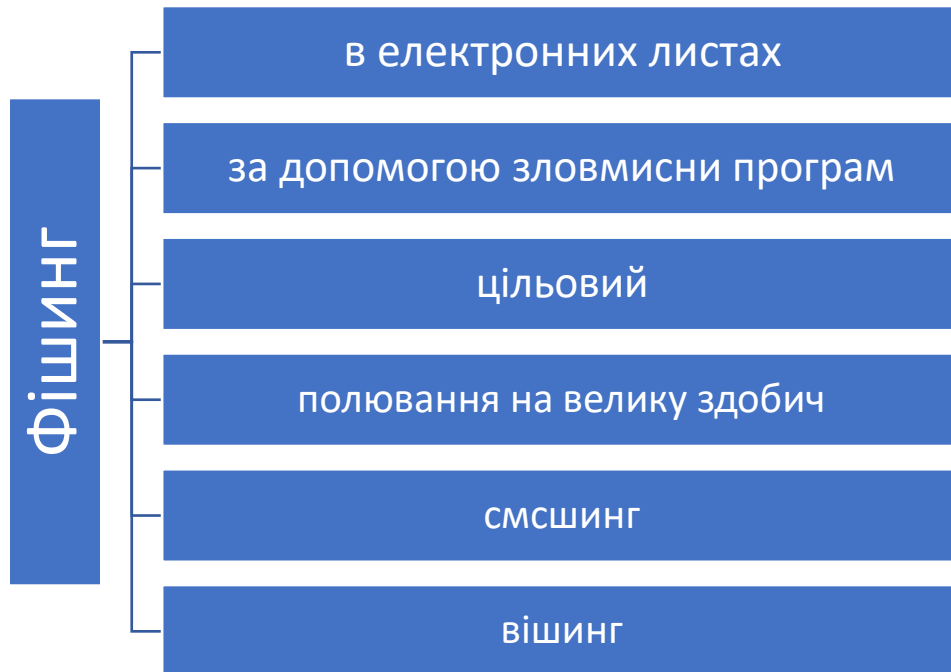 Фішинг
в електронних листах
за допомогою зловмисни програм
цільовий
полювання на велику здобич
смсшинг
вішинг